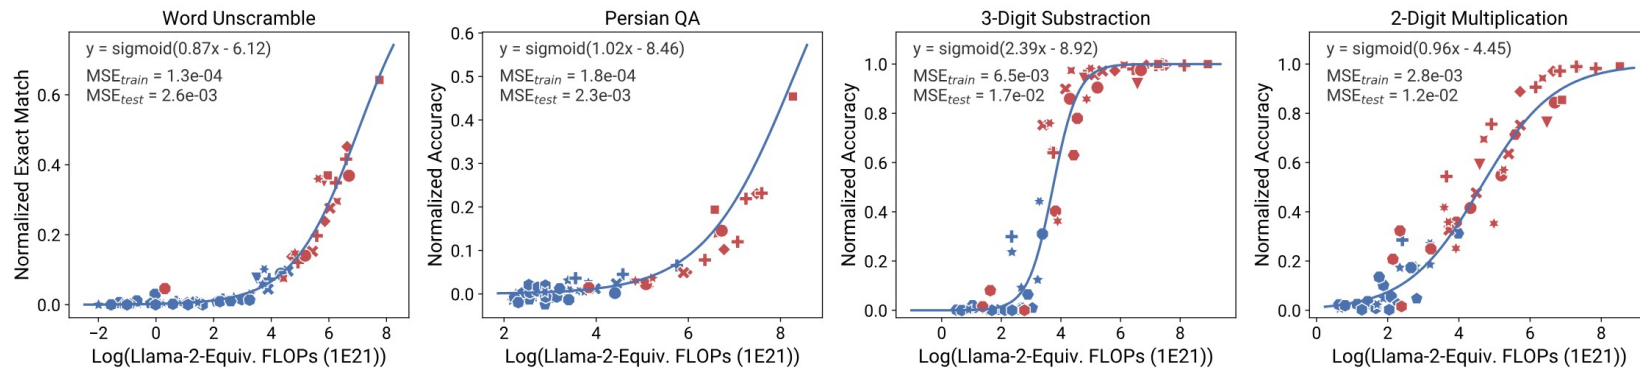 Word Unscramble
y = sigmoid(0.87x - 6.12)
MSEtrain = 1.3e-04
MSEtest = 2.6e-03
Normalized Exact Match
0.6
0.4
0.2
0.0
−2 0 2 4 6 8
Log(Llama-2-Equiv. FLOPs (1E21))
Persian QA
y = sigmoid(1.02x - 8.46)
MSEtrain = 1.8e-04
MSEtest = 2.3e-03
Normalized Accuracy
0.6
0.5
0.4
0.3
0.2
0.1
0.0
2 4 6 8
Log(Llama-2-Equiv. FLOPs (1E21))
3-Digit Substraction
y = sigmoid(2.39x - 8.92)
MSEtrain = 6.5e-03
MSEtest = 1.7e-02
Normalized Accuracy
1.0
0.8
0.6
0.4
0.2
0.0
0 2 4 6 8
Log(Llama-2-Equiv. FLOPs (1E21))
2-Digit Multiplication
y = sigmoid(0.96x - 4.45)
MSEtrain = 2.8e-03
MSEtest = 1.2e-02
Normalized Accuracy
1.0
0.8
0.6
0.4
0.2
0.0
0 2 4 6 8
Log(Llama-2-Equiv. FLOPs (1E21))